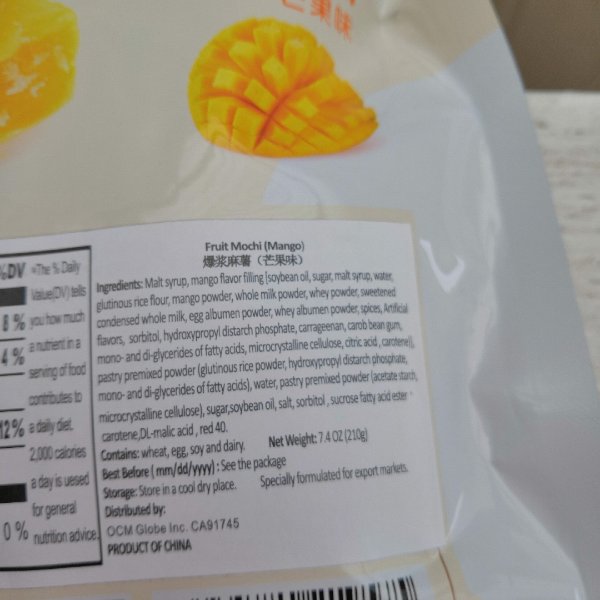 芒果味
%DV *The % Daily
Value(DV) tells
8 % you how much
4 % a nutrient in a
serving of food
contributes to
12% a daily diet.
2,000 calories
a day is uesed
for general
0 % nutrition advice.
Fruit Mochi (Mango)
爆浆麻薯（芒果味）
Ingredients: Malt syrup, mango flavor filling [soybean oil, sugar, malt syrup, water,
glutinous rice flour, mango powder, whole milk powder, whey powder, sweetened
condensed whole milk, egg albumen powder, whey albumen powder, spices, Artificial
flavors, sorbitol, hydroxypropyl distarch phosphate, carrageenan, carob bean gum,
mono- and di-glycerides of fatty acids, microcrystalline cellulose, citric acid , carotene)],
pastry premixed powder (glutinous rice powder, hydroxypropyl distarch phosphate,
mono- and di-glycerides of fatty acids), water, pastry premixed powder (acetate starch,
microcrystalline cellulose), sugar,soybean oil, salt, sorbitol , sucrose fatty acid ester
carotene,DL-malic acid , red 40.
Contains: wheat, egg, soy and dairy. Net Weight: 7.4 OZ (210g)
Best Before ( mm/dd/yyyy) : See the package
Storage: Store in a cool dry place. Specially formulated for export markets.
Distributed by:
OCM Globe Inc. CA91745
PRODUCT OF CHINA